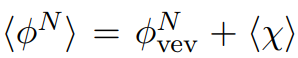 ⟨ϕ^N⟩ = ϕ^N_vev + ⟨χ⟩